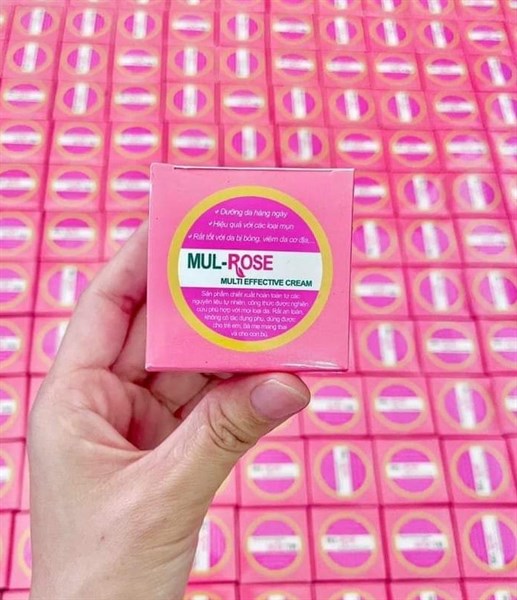 ✓ Dưỡng da hàng ngày
✓ Hiệu quả với các loại mụn
✓ Rất tốt với da bị bỏng, viêm da cơ địa...
MUL-ROSE
MULTI EFFECTIVE CREAM
Sản phẩm chiết xuất hoàn toàn từ các
nguyên liệu tự nhiên, công thức được nghiên
cứu phù hợp với mọi loại da. Rất an toàn,
không có tác dụng phụ, dùng được
cho trẻ em, bà mẹ mang thai
và cho con bú.